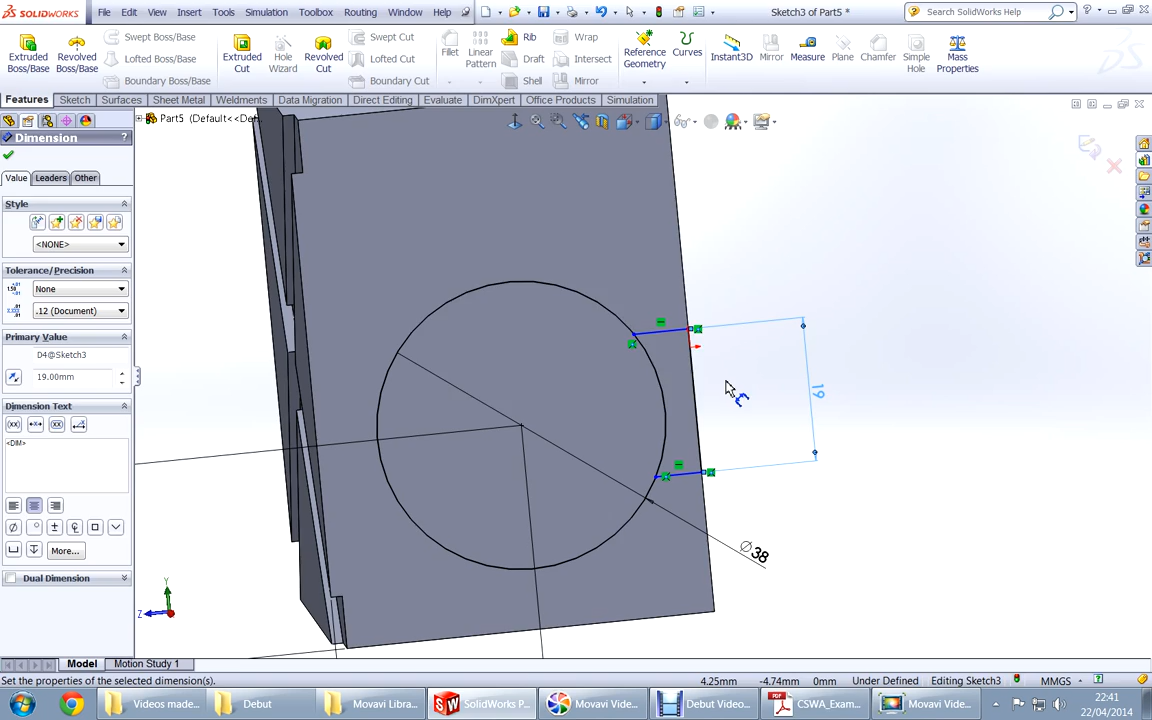 SOLIDWORKS File Edit View Insert Tools Simulation Toolbox Routing Window Help Sketch3 of Part5 * Search SolidWorks Help
Extruded Boss/Base Revolved Boss/Base Swept Boss/Base Lofted Boss/Base Boundary Boss/Base Extruded Cut Hole Wizard Revolved Cut Swept Cut Lofted Cut Boundary Cut Fillet Linear Pattern Rib Draft Shell Wrap Intersect Mirror Reference Geometry Curves Instant3D Mirror Measure Plane Chamfer Simple Hole Mass Properties
Features Sketch Surfaces Sheet Metal Weldments Data Migration Direct Editing Evaluate DimXpert Office Products Simulation
Part5 (Default<<De
Dimension ?
Value Leaders Other
Style
<NONE>
Tolerance/Precision
None
.12 (Document)
Primary Value
D4@Sketch3
19.00mm
Dimension Text
<DIM>
More...
Dual Dimension
19
∅38
Y
Z
Model Motion Study 1
Set the properties of the selected dimension(s). 4.25mm -4.74mm 0mm Under Defined Editing Sketch3 MMGS
Videos made... Debut Movavi Libra... SolidWorks P... Movavi Vide... Debut Video... CSWA_Exam... Movavi Vide...
22:41
22/04/2014